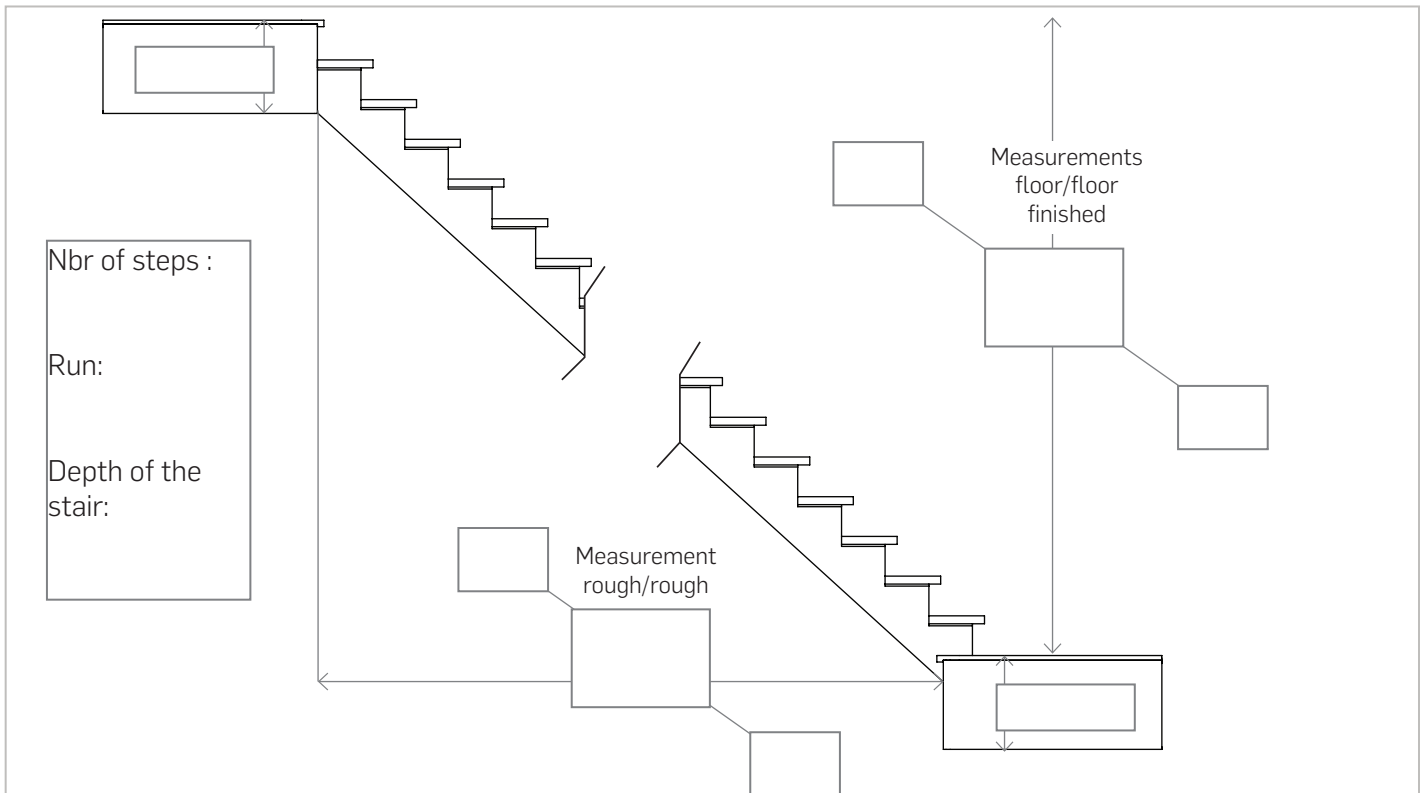 Measurements
floor/floor
finished
Nbr of steps :
Run:
Depth of the
stair:
Measurement
rough/rough